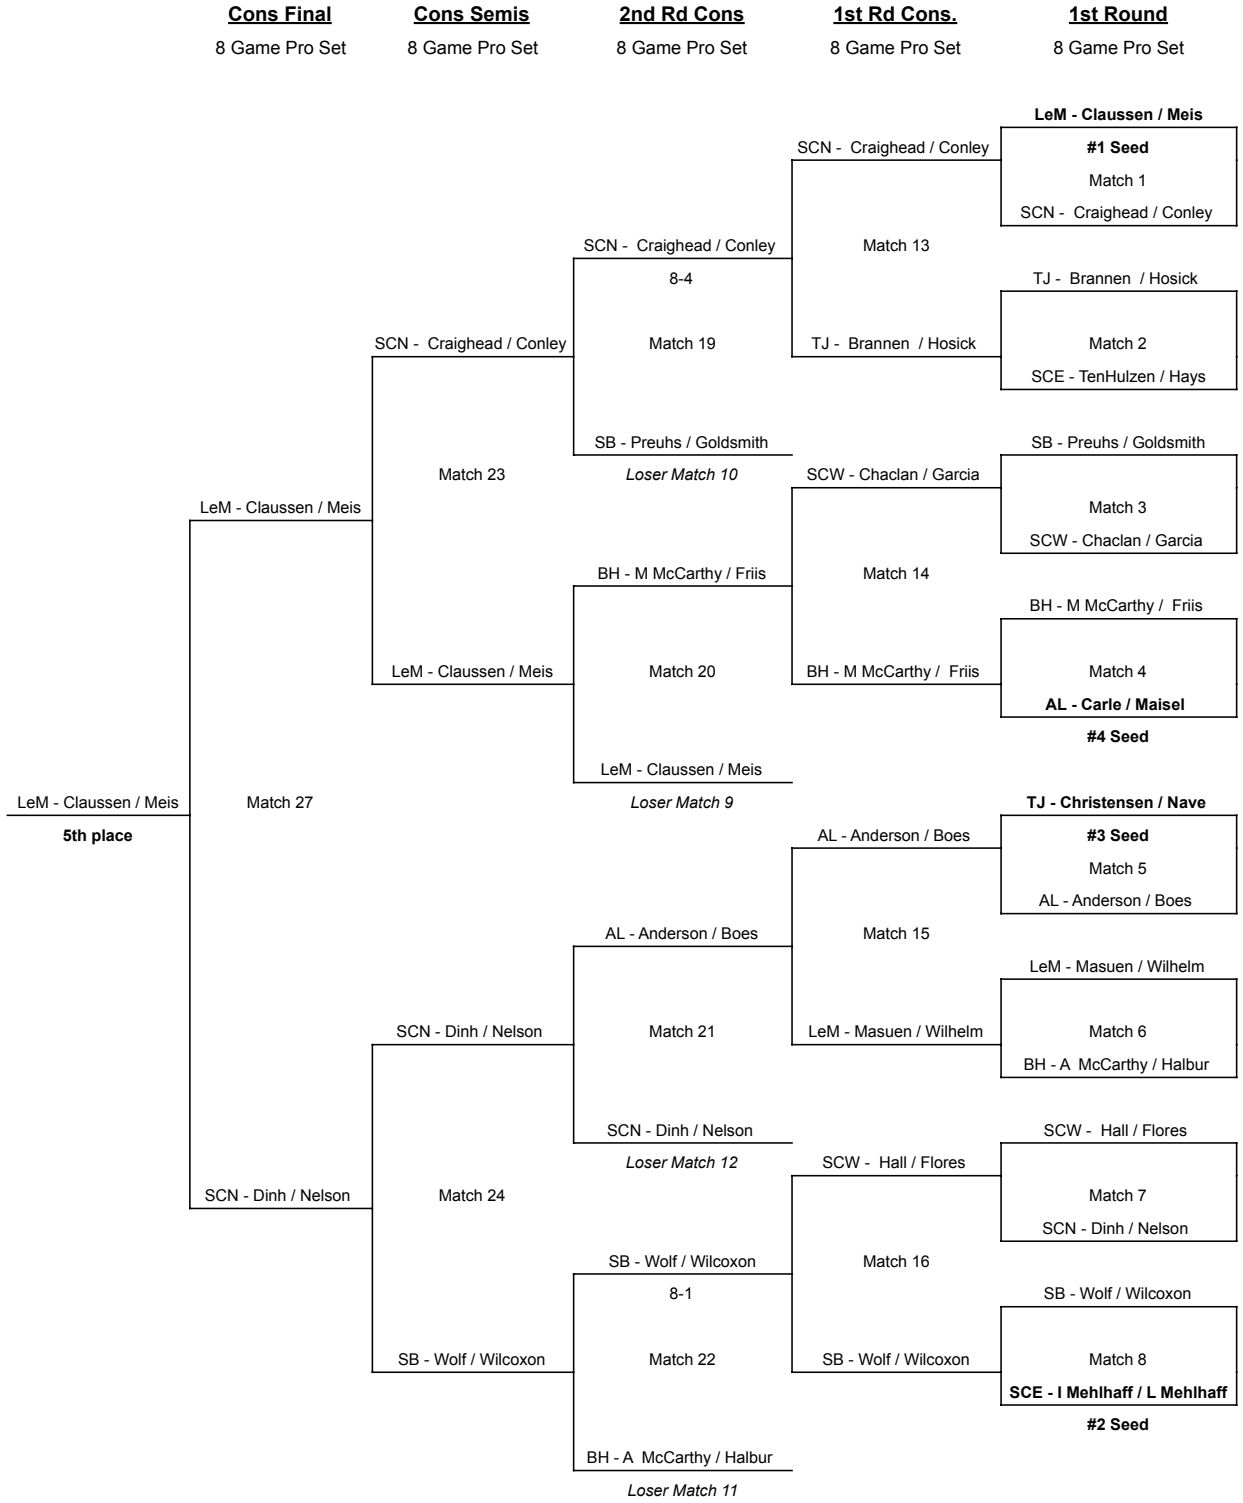 Cons Final Cons Semis 2nd Rd Cons 1st Rd Cons. 1st Round
8 Game Pro Set 8 Game Pro Set 8 Game Pro Set 8 Game Pro Set 8 Game Pro Set
LeM - Claussen / Meis
SCN - Craighead / Conley #1 Seed
Match 1
SCN - Craighead / Conley
SCN - Craighead / Conley Match 13
8-4 TJ - Brannen / Hosick
SCN - Craighead / Conley Match 19 TJ - Brannen / Hosick Match 2
SCE - TenHulzen / Hays
SB - Preuhs / Goldsmith SB - Preuhs / Goldsmith
Match 23 Loser Match 10 SCW - Chaclan / Garcia
LeM - Claussen / Meis Match 3
SCW - Chaclan / Garcia
BH - M McCarthy / Friis Match 14
BH - M McCarthy / Friis
LeM - Claussen / Meis Match 20 BH - M McCarthy / Friis Match 4
AL - Carle / Maisel
#4 Seed
LeM - Claussen / Meis
LeM - Claussen / Meis Match 27 Loser Match 9 TJ - Christensen / Nave
5th place AL - Anderson / Boes #3 Seed
Match 5
AL - Anderson / Boes
AL - Anderson / Boes Match 15
LeM - Masuen / Wilhelm
SCN - Dinh / Nelson Match 21 LeM - Masuen / Wilhelm Match 6
BH - A McCarthy / Halbur
SCN - Dinh / Nelson SCW - Hall / Flores
Loser Match 12 SCW - Hall / Flores
SCN - Dinh / Nelson Match 24 Match 7
SCN - Dinh / Nelson
SB - Wolf / Wilcoxon Match 16
8-1 SB - Wolf / Wilcoxon
SB - Wolf / Wilcoxon Match 22 SB - Wolf / Wilcoxon Match 8
SCE - I Mehlhaff / L Mehlhaff
#2 Seed
BH - A McCarthy / Halbur
Loser Match 11